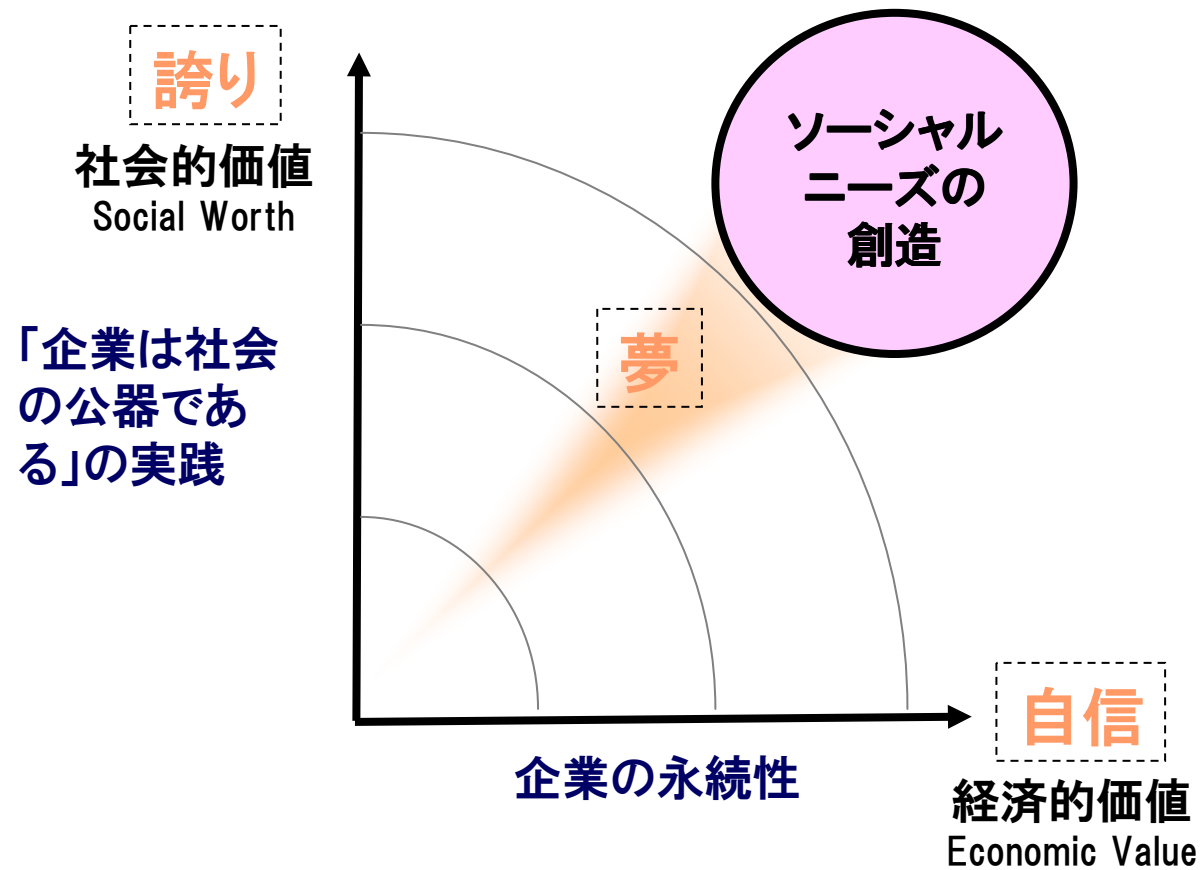 誇り
社会的価値
Social Worth
「企業は社会
の公器であ
る」の実践
ソーシャル
ニーズの
創造
夢
企業の永続性
自信
経済的価値
Economic Value